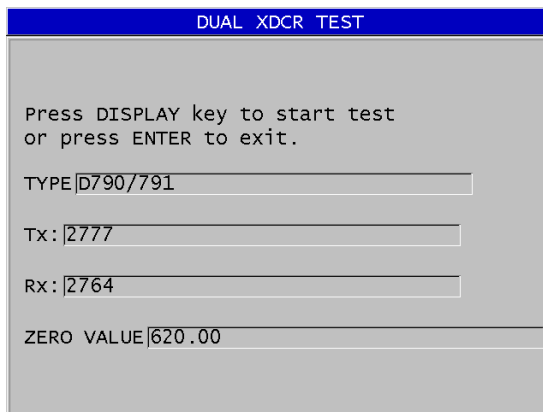 DUAL XDCR TEST
Press DISPLAY key to start test
or press ENTER to exit.
TYPE D790/791
Tx: 2777
Rx: 2764
ZERO VALUE 620.00